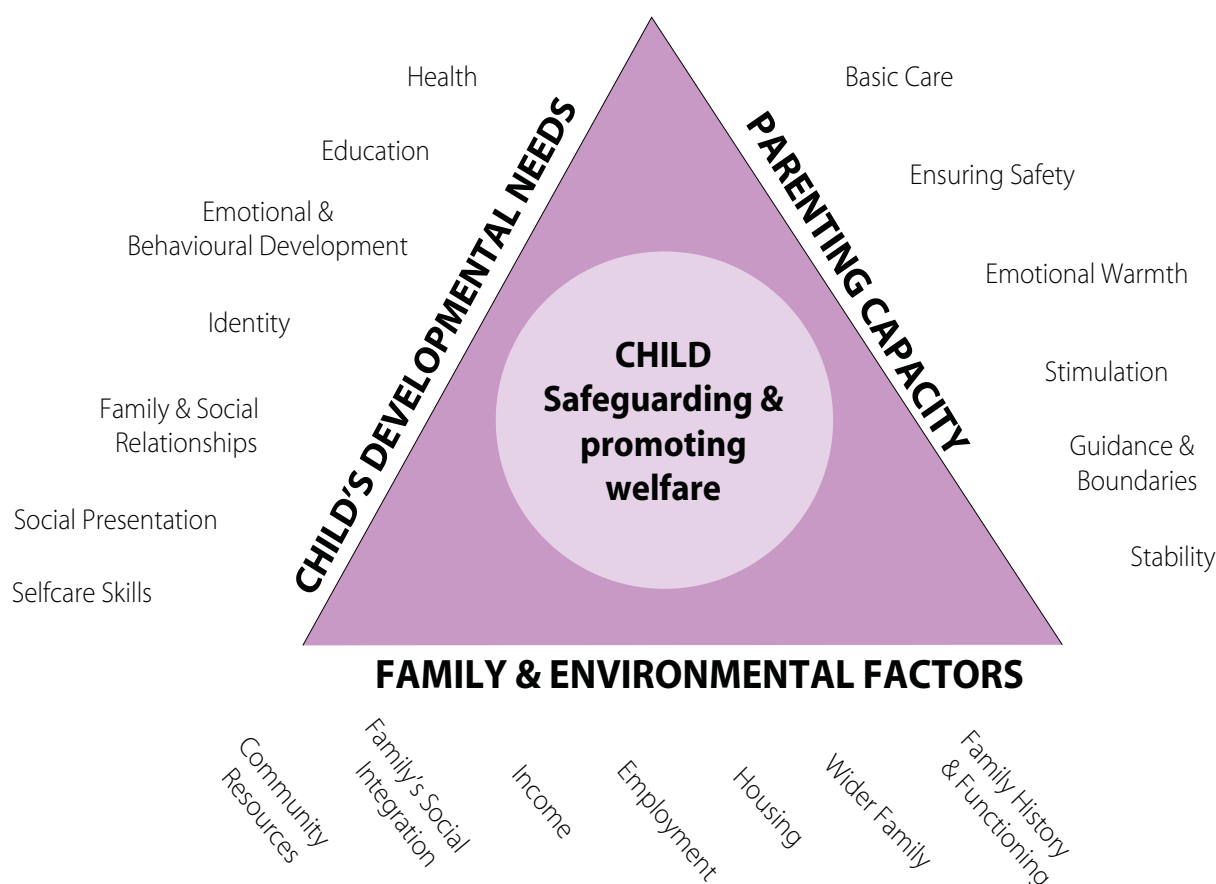 Health
Education
Emotional &
Behavioural Development
Identity
Family & Social
Relationships
Social Presentation
Selfcare Skills
CHILD'S DEVELOPMENTAL NEEDS
CHILD
Safeguarding &
promoting
welfare
PARENTING CAPACITY
Basic Care
Ensuring Safety
Emotional Warmth
Stimulation
Guidance &
Boundaries
Stability
FAMILY & ENVIRONMENTAL FACTORS
Community
Resources
Family's Social
Integration
Income
Employment
Housing
Wider Family
Family History
& Functioning